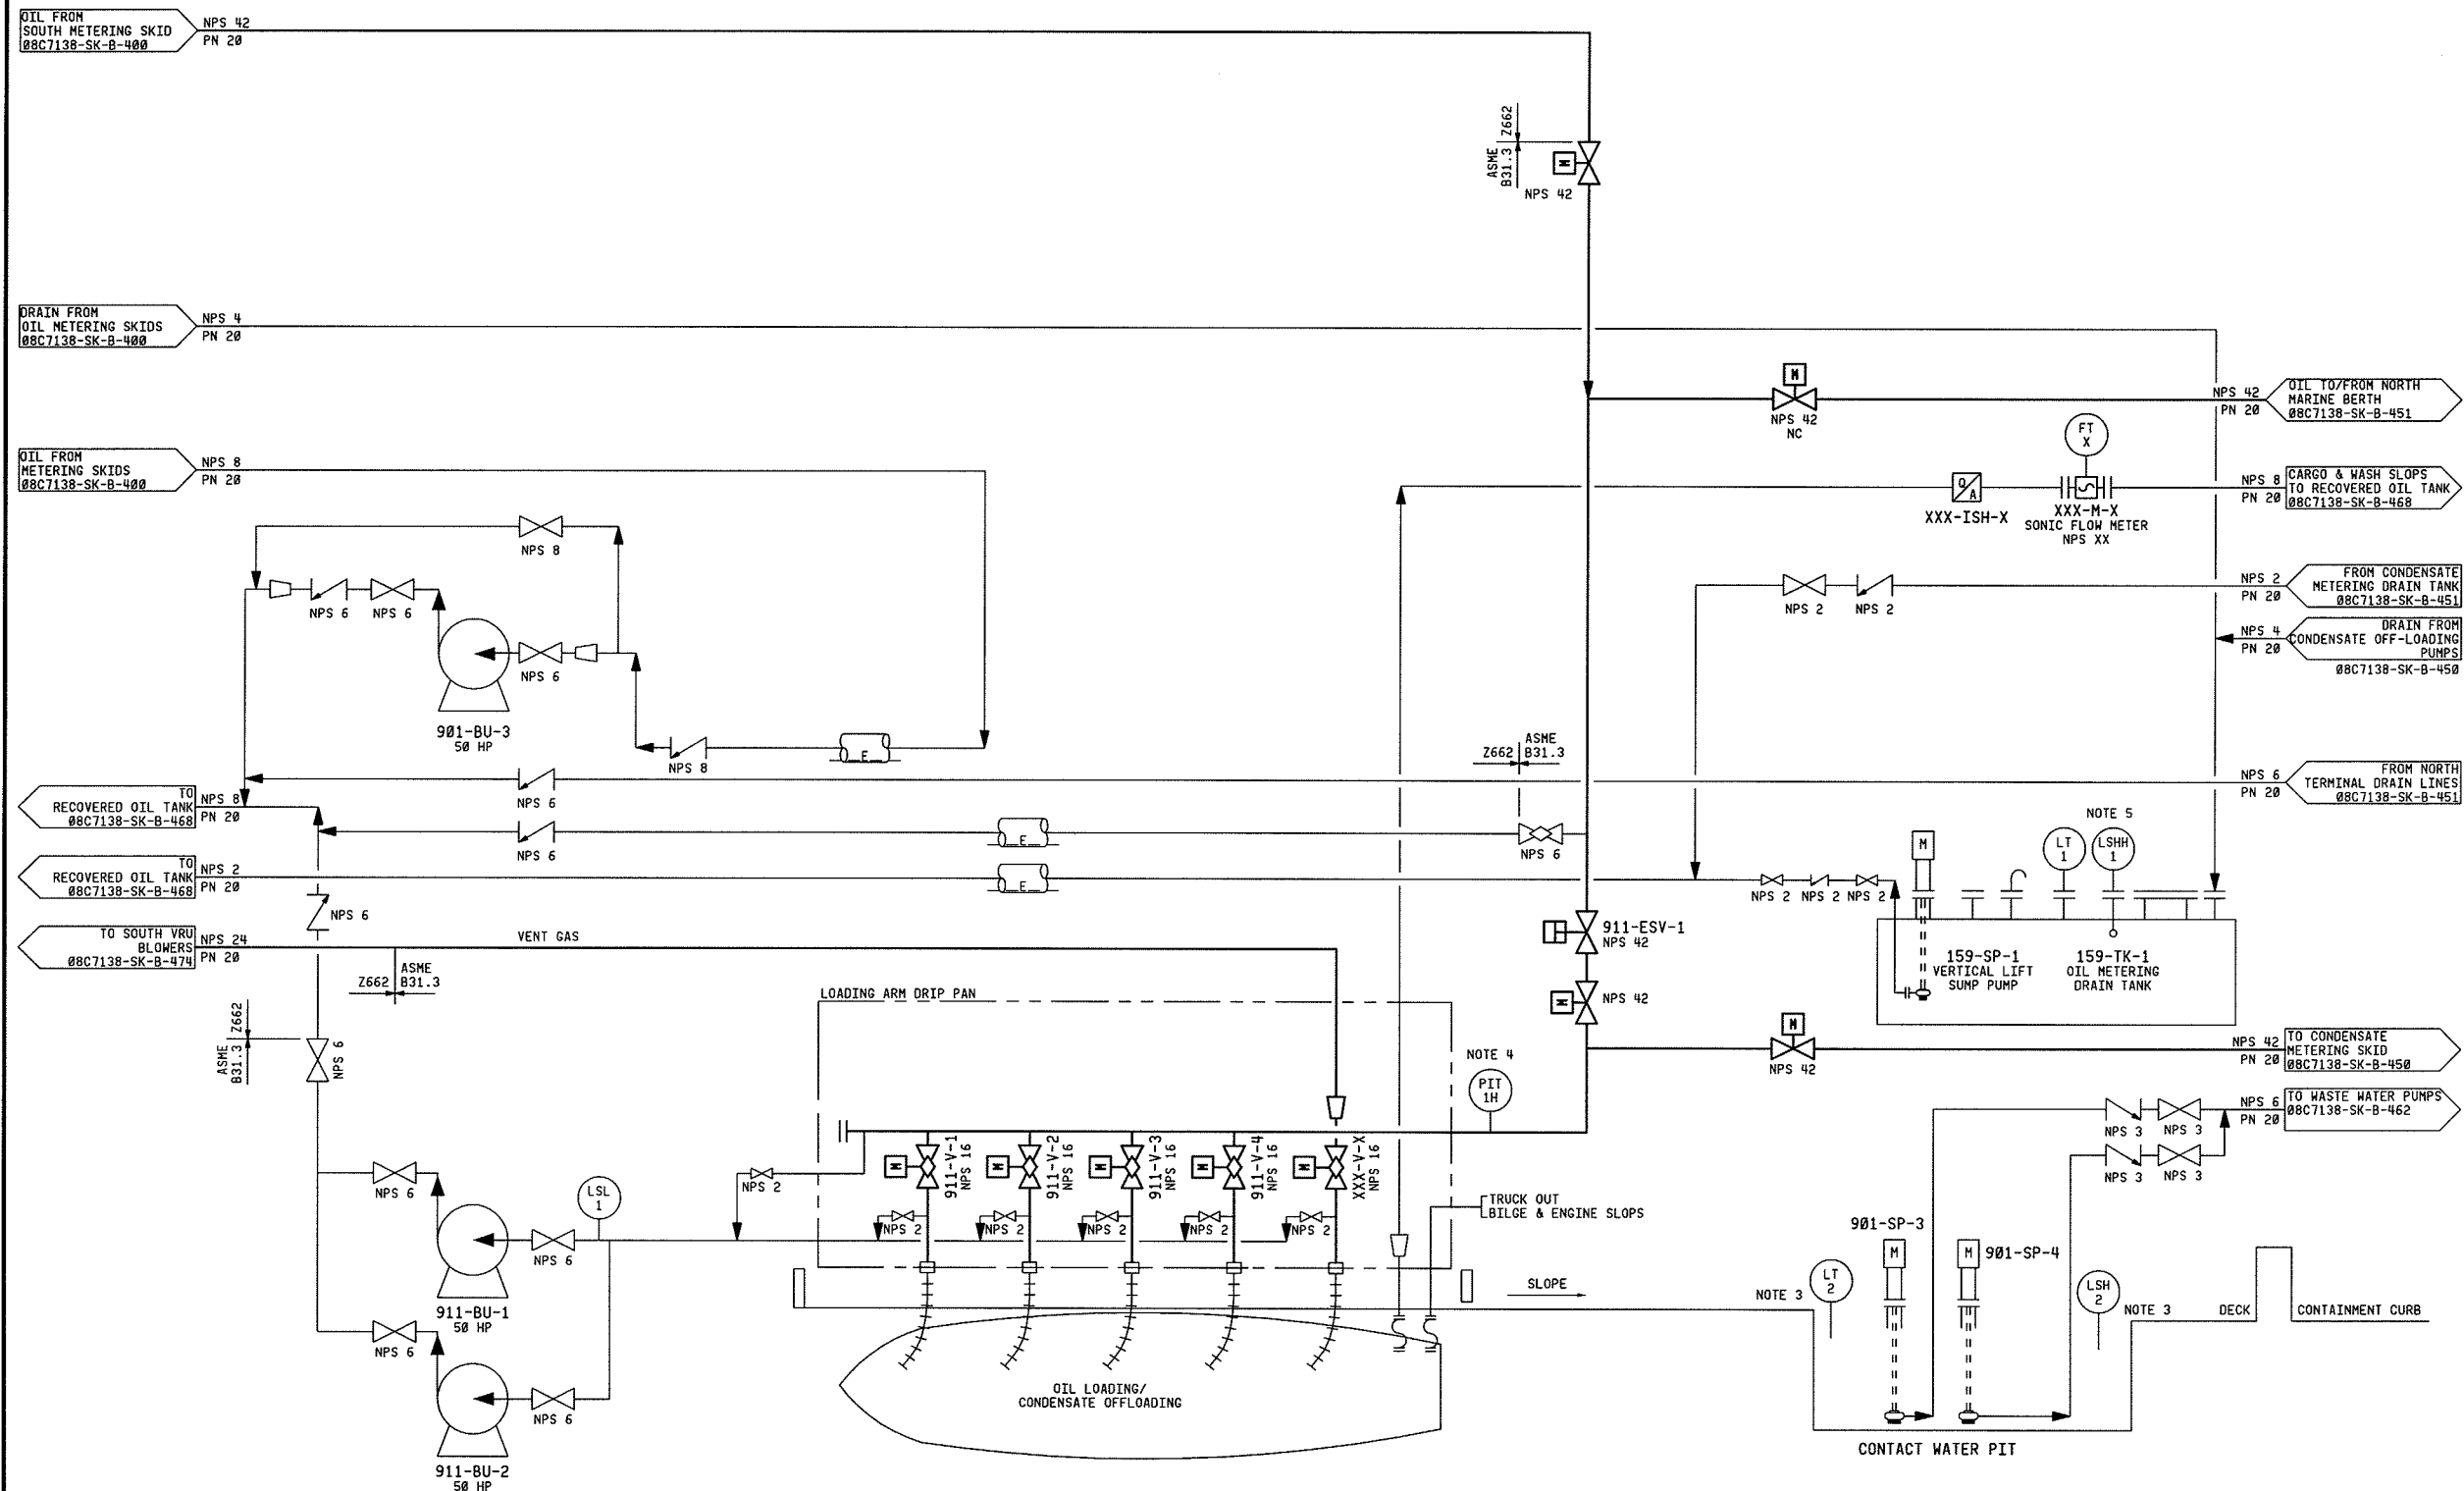 OIL FROM
SOUTH METERING SKID
08C7138-SK-B-400
NPS 42
PN 20
Z662
ASME
B31.3
M
NPS 42
DRAIN FROM
OIL METERING SKIDS
08C7138-SK-B-400
NPS 4
PN 20
M
NPS 42
NC
NPS 42
PN 20
OIL TO/FROM NORTH
MARINE BERTH
08C7138-SK-B-451
OIL FROM
METERING SKIDS
08C7138-SK-B-400
NPS 8
PN 20
FT
X
Q
A
XXX-ISH-X
XXX-M-X
SONIC FLOW METER
NPS XX
NPS 8
PN 20
CARGO & WASH SLOPS
TO RECOVERED OIL TANK
08C7138-SK-B-468
NPS 8
NPS 6
NPS 6
NPS 6
901-BU-3
50 HP
NPS 8
E
NPS 2
NPS 2
NPS 2
PN 20
FROM CONDENSATE
METERING DRAIN TANK
08C7138-SK-B-451
NPS 4
PN 20
DRAIN FROM
CONDENSATE OFF-LOADING
PUMPS
08C7138-SK-B-450
Z662
ASME
B31.3
NPS 6
NPS 6
PN 20
FROM NORTH
TERMINAL DRAIN LINES
08C7138-SK-B-451
TO
RECOVERED OIL TANK
08C7138-SK-B-468
NPS 8
PN 20
NPS 6
E
NPS 6
TO
RECOVERED OIL TANK
08C7138-SK-B-468
NPS 2
PN 20
E
NPS 6
NPS 2
NPS 2
NPS 2
M
NOTE 5
LT
1
LSHH
1
159-SP-1
VERTICAL LIFT
SUMP PUMP
159-TK-1
OIL METERING
DRAIN TANK
TO SOUTH VRU
BLOWERS
08C7138-SK-B-474
NPS 24
PN 20
VENT GAS
Z662
ASME
B31.3
911-ESV-1
NPS 42
M
NPS 42
LOADING ARM DRIP PAN
Z662
ASME
B31.3
NPS 6
M
NPS 42
NPS 42
PN 20
TO CONDENSATE
METERING SKID
08C7138-SK-B-450
NOTE 4
PIT
1H
NPS 6
PN 20
TO WASTE WATER PUMPS
08C7138-SK-B-462
NPS 3
NPS 3
NPS 3
NPS 3
M
911-V-1
NPS 16
M
911-V-2
NPS 16
M
911-V-3
NPS 16
M
911-V-4
NPS 16
M
XXX-V-X
NPS 16
NPS 2
NPS 2
NPS 2
NPS 2
NPS 2
NPS 2
NPS 6
LSL
1
NPS 6
911-BU-1
50 HP
NPS 6
NPS 6
911-BU-2
50 HP
TRUCK OUT
BILGE & ENGINE SLOPS
SLOPE
OIL LOADING/
CONDENSATE OFFLOADING
NOTE 3
LT
2
901-SP-3
M
M
901-SP-4
LSH
2
NOTE 3
DECK
CONTAINMENT CURB
CONTACT WATER PIT